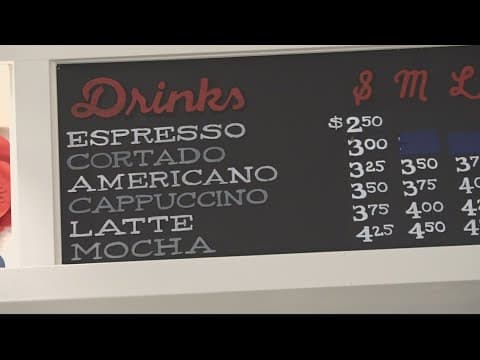 Drinks S M L
ESPRESSO $2.50
CORTADO 3.00
AMERICANO 3.25 3.50
CAPPUCCINO 3.50 3.75
LATTE 3.75 4.00
MOCHA 4.25 4.50